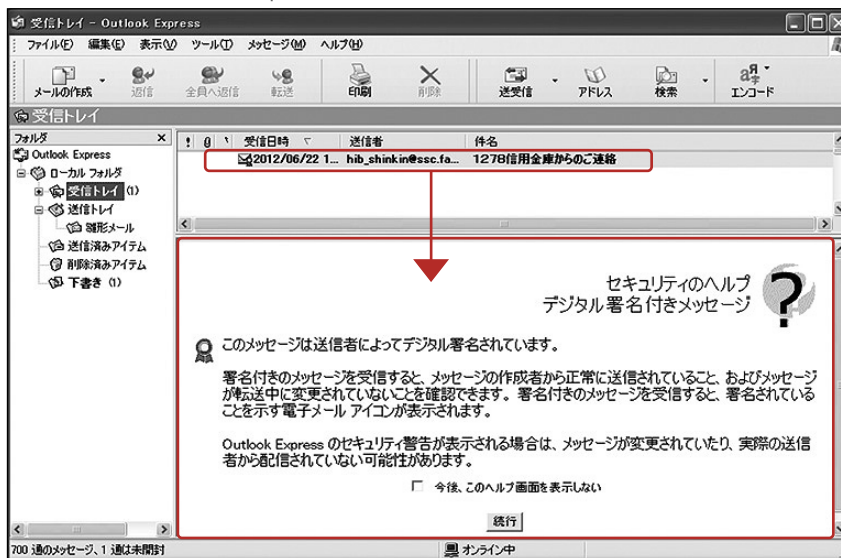 受信トレイ - Outlook Express
ファイル(F) 編集(E) 表示(V) ツール(T) メッセージ(M) ヘルプ(H)
メールの作成 返信 全員へ返信 転送 印刷 削除 送受信 アドレス 検索 エンコード
受信トレイ
フォルダ ×
Outlook Express
ローカル フォルダ
受信トレイ (1)
送信トレイ
雛形メール
送信済みアイテム
削除済みアイテム
下書き (1)
! 受信日時 送信者 件名
2012/06/22 1... hib_shinkin@ssc.fa... 1278信用金庫からのご連絡
セキュリティのヘルプ
デジタル署名付きメッセージ
このメッセージは送信者によってデジタル署名されています。
署名付きのメッセージを受信すると、メッセージの作成者から正常に送信されていること、およびメッセージ
が転送中に変更されていないことを確認できます。署名付きのメッセージを受信すると、署名されている
ことを示す電子メール アイコンが表示されます。
Outlook Express のセキュリティ警告が表示される場合は、メッセージが変更されていたり、実際の送信
者から配信されていない可能性があります。
今後、このヘルプ画面を表示しない
続行
700 通のメッセージ、1 通は未開封 オンライン中